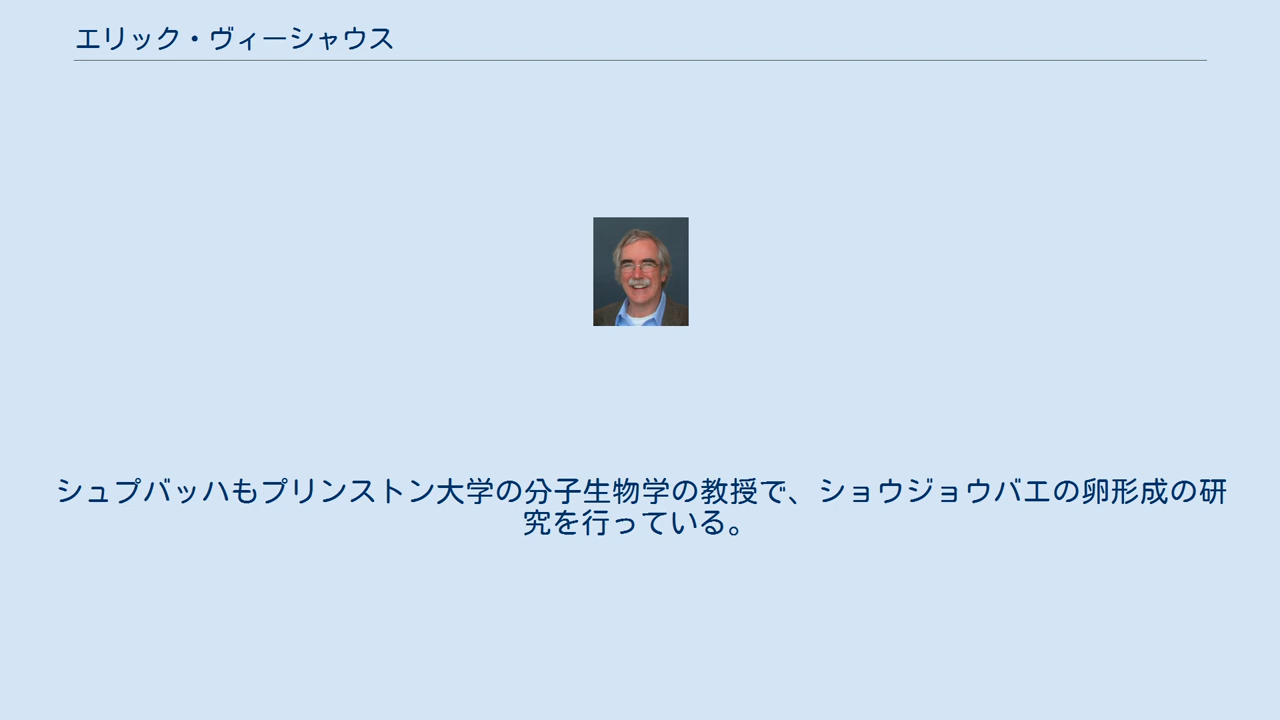 エリック・ヴィーシャウス
シュプバッハもプリンストン大学の分子生物学の教授で、ショウジョウバエの卵形成の研
究を行っている。